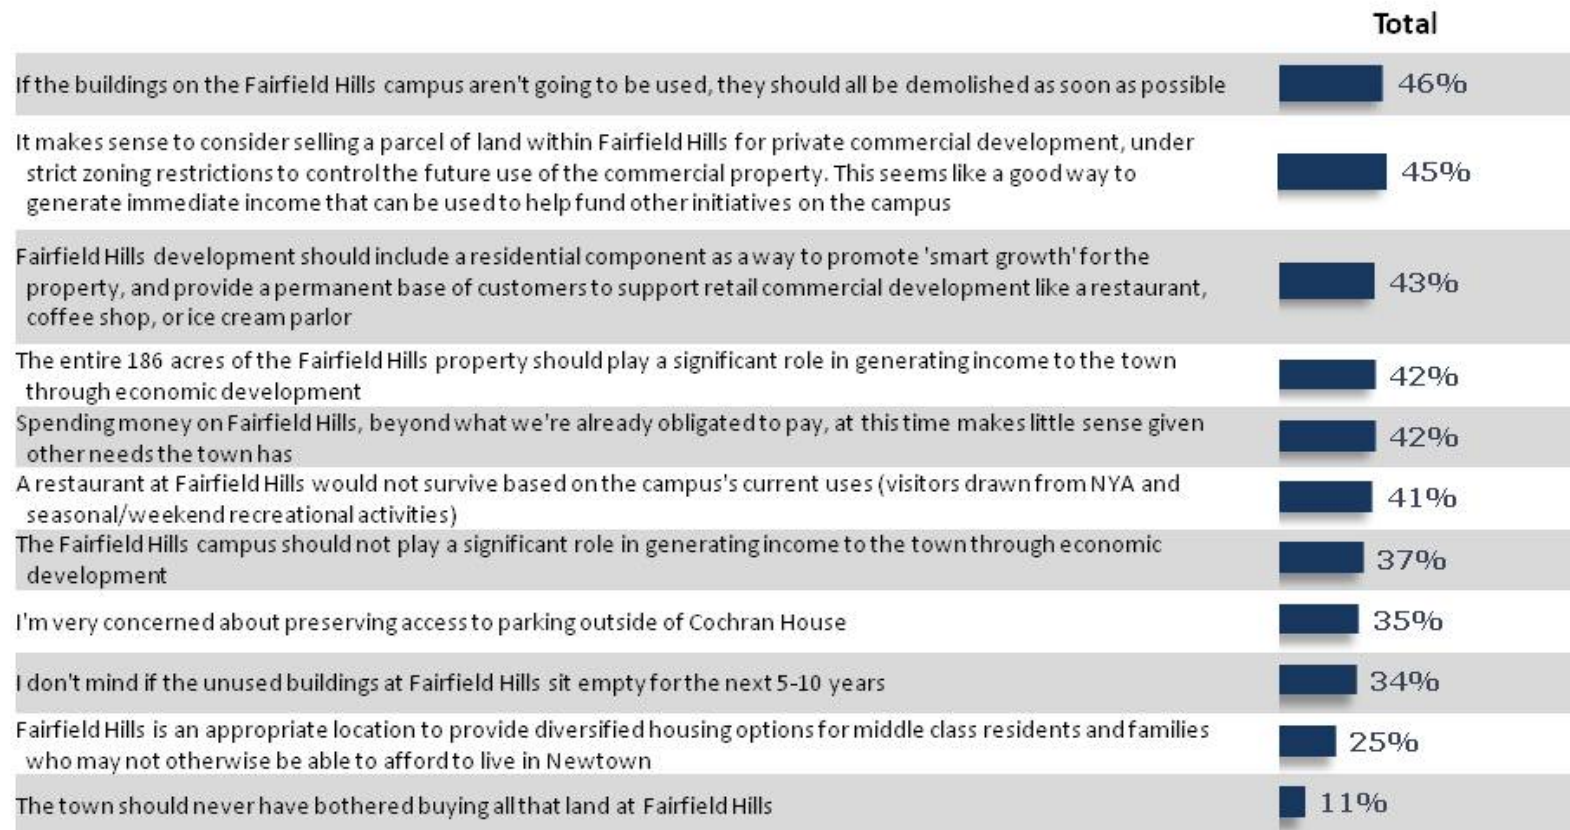 Total
If the buildings on the Fairfield Hills campus aren't going to be used, they should all be demolished as soon as possible
46%
It makes sense to consider selling a parcel of land within Fairfield Hills for private commercial development, under
strict zoning restrictions to control the future use of the commercial property. This seems like a good way to
generate immediate income that can be used to help fund other initiatives on the campus
45%
Fairfield Hills development should include a residential component as a way to promote 'smart growth' for the
property, and provide a permanent base of customers to support retail commercial development like a restaurant,
coffee shop, or ice cream parlor
43%
The entire 186 acres of the Fairfield Hills property should play a significant role in generating income to the town
through economic development
42%
Spending money on Fairfield Hills, beyond what we're already obligated to pay, at this time makes little sense given
other needs the town has
42%
A restaurant at Fairfield Hills would not survive based on the campus's current uses (visitors drawn from NYA and
seasonal/weekend recreational activities)
41%
The Fairfield Hills campus should not play a significant role in generating income to the town through economic
development
37%
I'm very concerned about preserving access to parking outside of Cochran House
35%
I don't mind if the unused buildings at Fairfield Hills sit empty for the next 5-10 years
34%
Fairfield Hills is an appropriate location to provide diversified housing options for middle class residents and families
who may not otherwise be able to afford to live in Newtown
25%
The town should never have bothered buying all that land at Fairfield Hills
11%